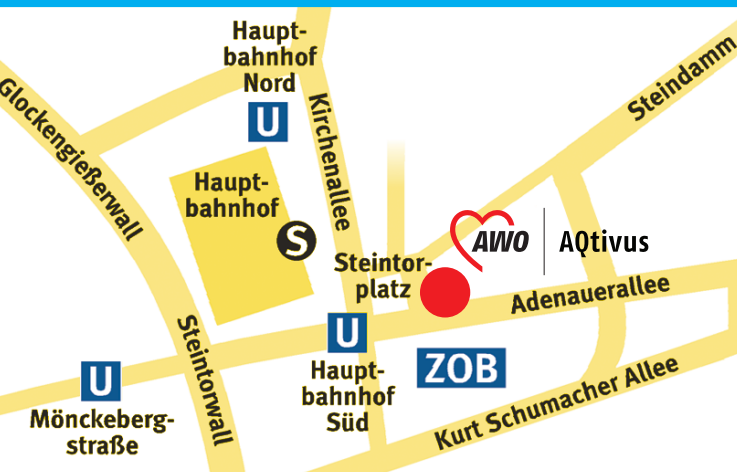 Haupt-
bahnhof
Nord
U
Glockengießerwall
Kirchenallee
Steindamm
Haupt-
bahnhof
S
AWO
AQtivus
Steintor-
platz
Adenauerallee
Steintorwall
U
Haupt-
bahnhof
Süd
ZOB
U
Mönckeberg-
straße
Kurt Schumacher Allee